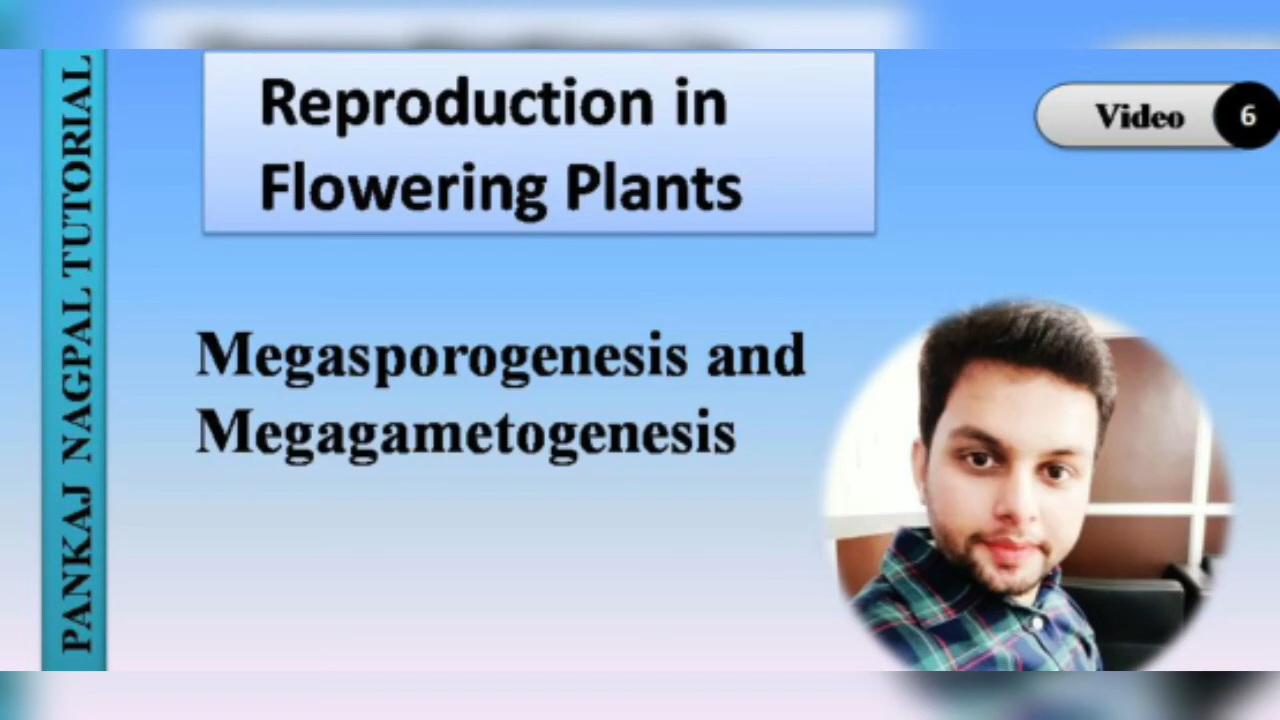 PANKAJ NAGPAL TUTORIAL
Reproduction in
Flowering Plants
Video 6
Megasporogenesis and
Megagametogenesis